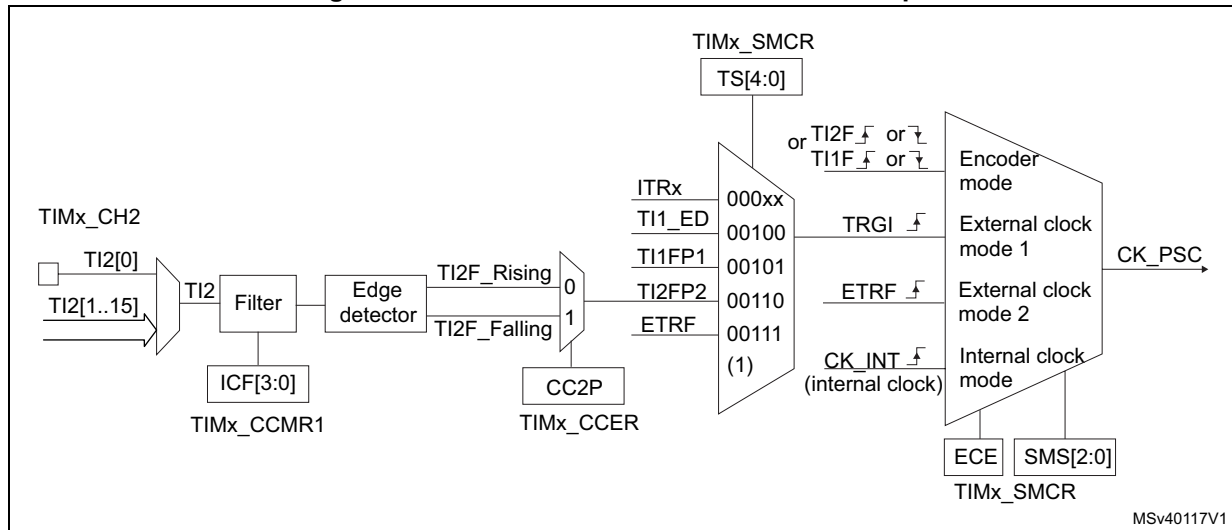 TIMx_SMCR
TS[4:0]
or TI2F or
TI1F or
Encoder
mode
ITRx
000xx
TIMx_CH2
TI1_ED
00100
TRGI
External clock
mode 1
CK_PSC
TI2[0]
TI2F_Rising
0
TI1FP1
00101
TI2
Filter
Edge
detector
TI2FP2
00110
ETRF
External clock
mode 2
TI2[1..15]
TI2F_Falling
1
ETRF
00111
(1)
CK_INT
(internal clock)
Internal clock
mode
ICF[3:0]
TIMx_CCMR1
CC2P
TIMx_CCER
ECE
SMS[2:0]
TIMx_SMCR
MSv40117V1